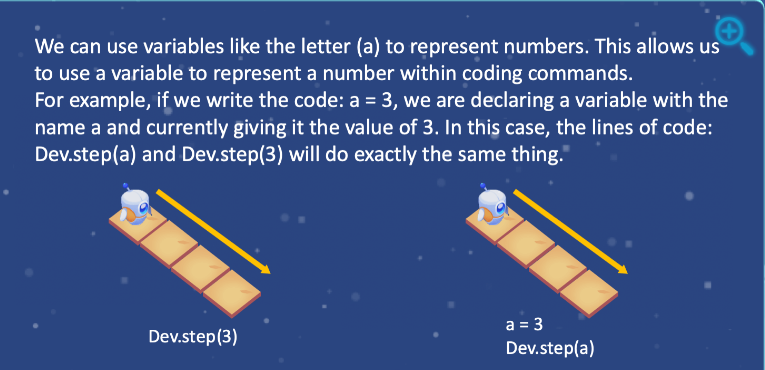 We can use variables like the letter (a) to represent numbers. This allows us
to use a variable to represent a number within coding commands.
For example, if we write the code: a = 3, we are declaring a variable with the
name a and currently giving it the value of 3. In this case, the lines of code:
Dev.step(a) and Dev.step(3) will do exactly the same thing.
Dev.step(3)
a = 3
Dev.step(a)